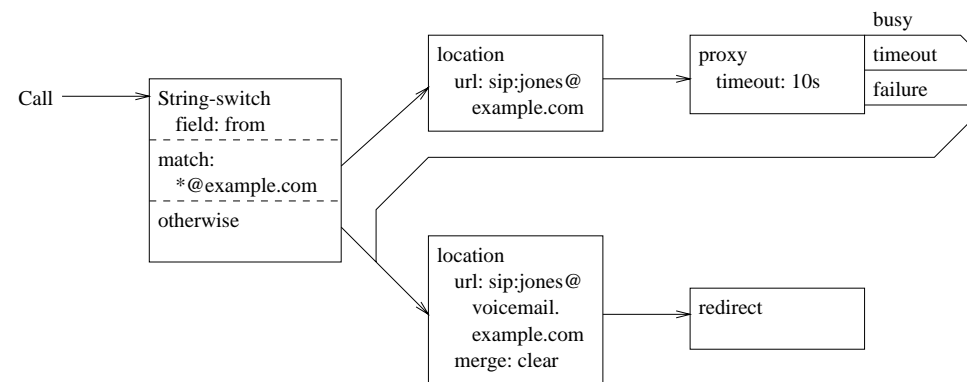 Call
String-switch
field: from
match:
*@example.com
otherwise
location
url: sip:jones@
example.com
proxy
timeout: 10s
busy
timeout
failure
location
url: sip:jones@
voicemail.
example.com
merge: clear
redirect